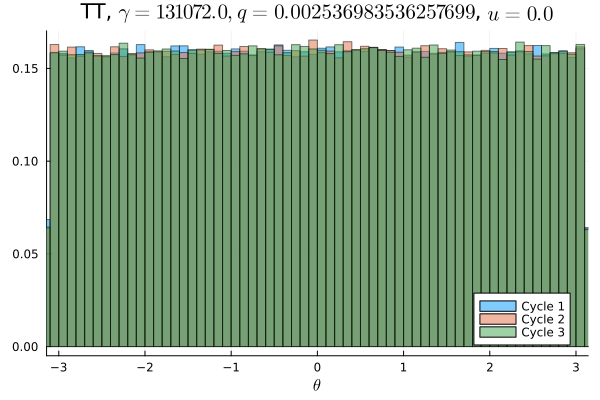 TT, γ = 131072.0, q = 0.002536983536257699, u = 0.0
0.15
0.10
0.05
0.00
Cycle 1
Cycle 2
Cycle 3
−3 −2 −1 0 1 2 3
θ